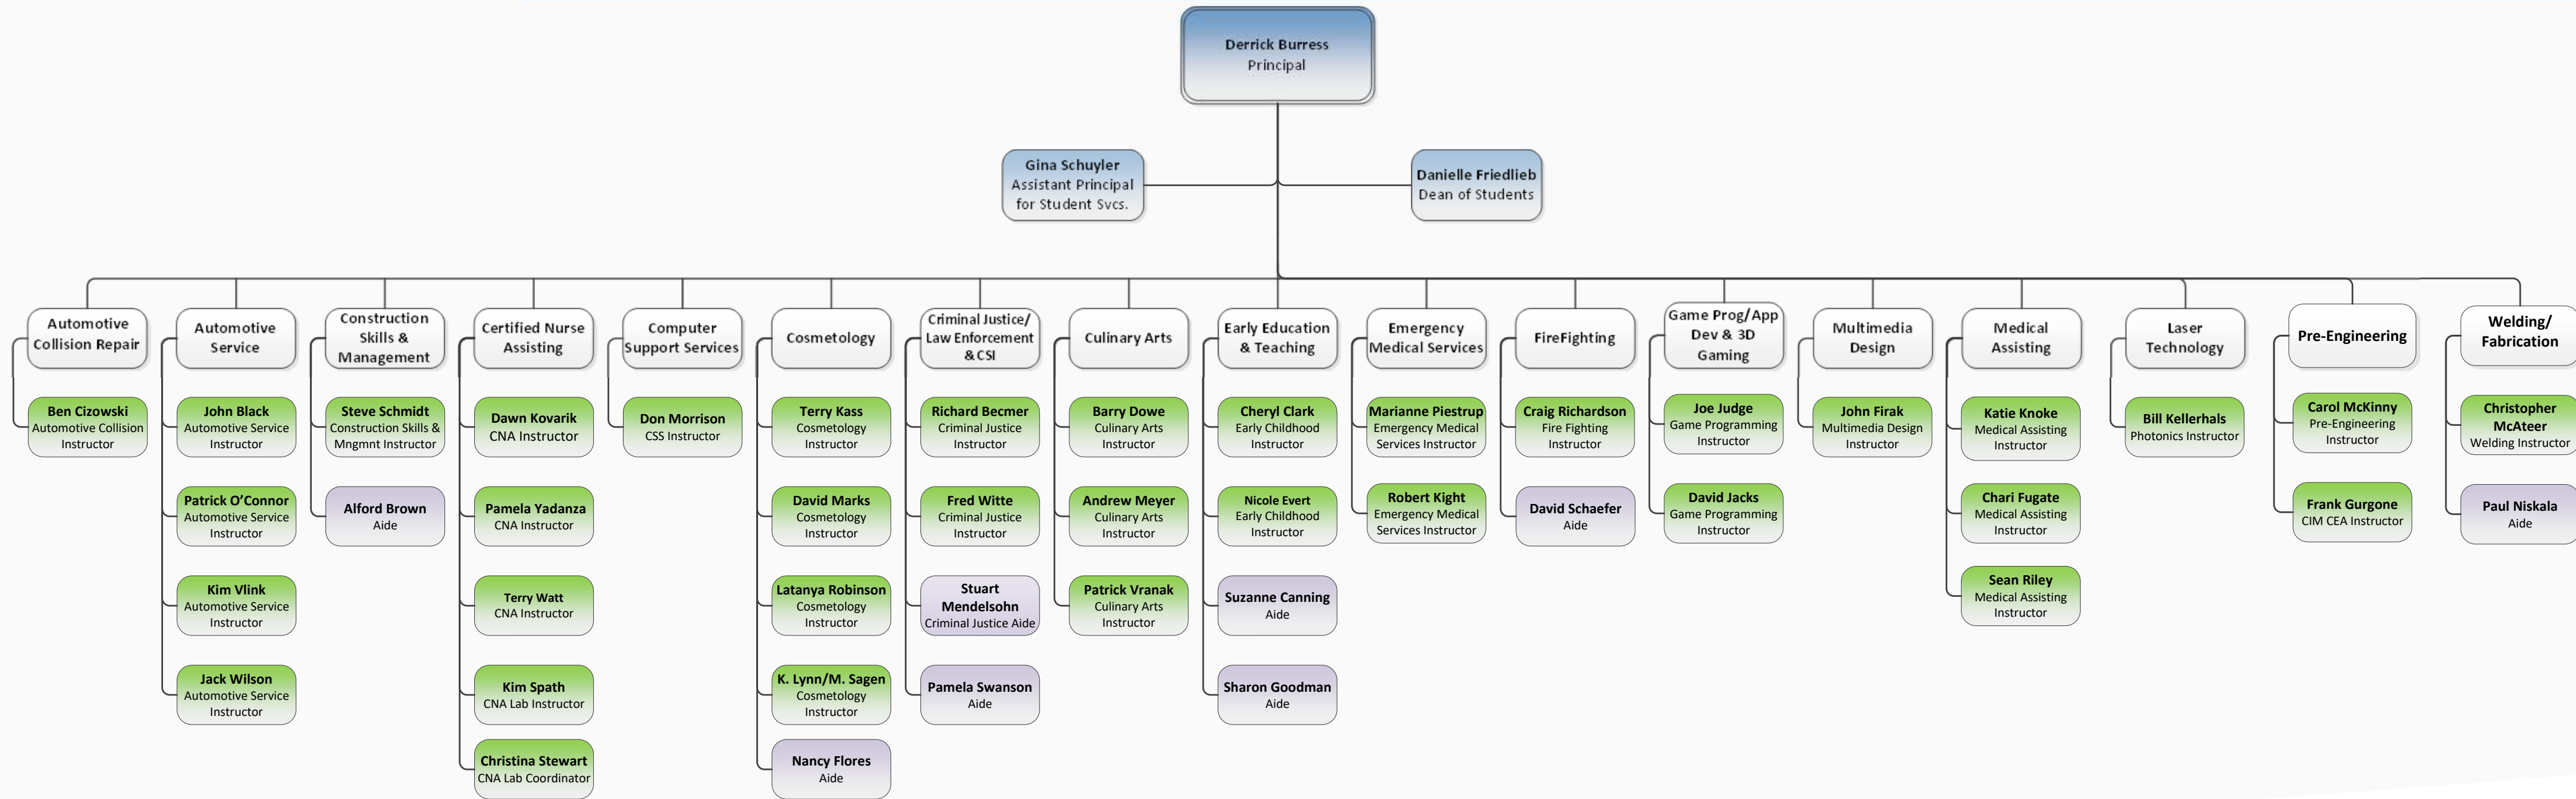 Derrick Burress
Principal
Gina Schuyler
Assistant Principal
for Student Svcs.
Danielle Friedlieb
Dean of Students
Automotive
Collision Repair
Ben Cizowski
Automotive Collision
Instructor
Automotive
Service
John Black
Automotive Service
Instructor
Patrick O’Connor
Automotive Service
Instructor
Kim Vlink
Automotive Service
Instructor
Jack Wilson
Automotive Service
Instructor
Construction
Skills &
Management
Steve Schmidt
Construction Skills &
Mngmnt Instructor
Alford Brown
Aide
Certified Nurse
Assisting
Dawn Kovarik
CNA Instructor
Pamela Yadanza
CNA Instructor
Terry Watt
CNA Instructor
Kim Spath
CNA Lab Instructor
Christina Stewart
CNA Lab Coordinator
Computer
Support Services
Don Morrison
CSS Instructor
Cosmetology
Terry Kass
Cosmetology
Instructor
David Marks
Cosmetology
Instructor
Latanya Robinson
Cosmetology
Instructor
K. Lynn/M. Sagen
Cosmetology
Instructor
Nancy Flores
Aide
Criminal Justice/
Law Enforcement
& CSI
Richard Becmer
Criminal Justice
Instructor
Fred Witte
Criminal Justice
Instructor
Stuart
Mendelsohn
Criminal Justice Aide
Pamela Swanson
Aide
Culinary Arts
Barry Dowe
Culinary Arts
Instructor
Andrew Meyer
Culinary Arts
Instructor
Patrick Vranak
Culinary Arts
Instructor
Early Education
& Teaching
Cheryl Clark
Early Childhood
Instructor
Nicole Evert
Early Childhood
Instructor
Suzanne Canning
Aide
Sharon Goodman
Aide
Emergency
Medical Services
Marianne Piestrup
Emergency Medical
Services Instructor
Robert Kight
Emergency Medical
Services Instructor
FireFighting
Craig Richardson
Fire Fighting
Instructor
David Schaefer
Aide
Game Prog/App
Dev & 3D
Gaming
Joe Judge
Game Programming
Instructor
David Jacks
Game Programming
Instructor
Multimedia
Design
John Firak
Multimedia Design
Instructor
Medical
Assisting
Katie Knoke
Medical Assisting
Instructor
Chari Fugate
Medical Assisting
Instructor
Sean Riley
Medical Assisting
Instructor
Laser
Technology
Bill Kellerhals
Photonics Instructor
Pre-Engineering
Carol McKinny
Pre-Engineering
Instructor
Frank Gurgone
CIM CEA Instructor
Welding/
Fabrication
Christopher
McAteer
Welding Instructor
Paul Niskala
Aide